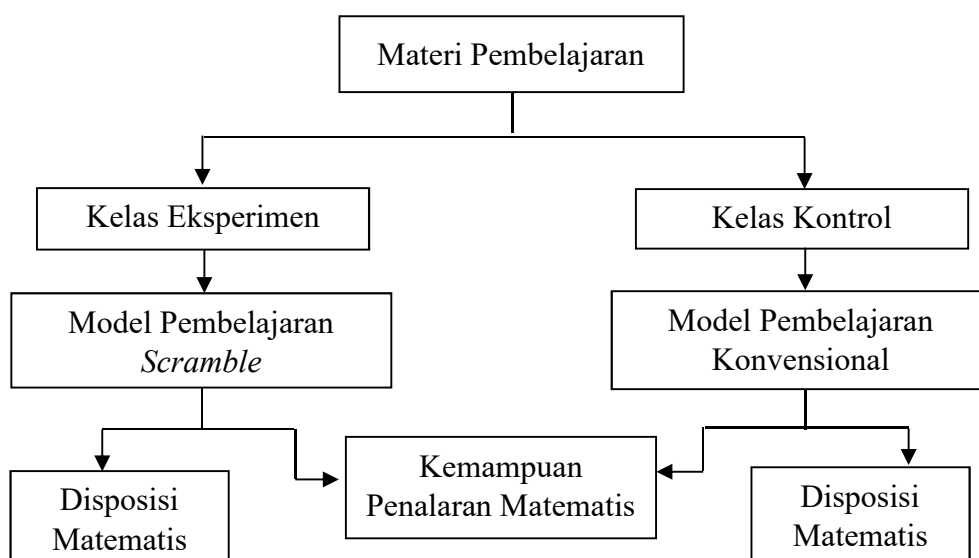 Materi Pembelajaran
Kelas Eksperimen
Kelas Kontrol
Model Pembelajaran
Scramble
Model Pembelajaran
Konvensional
Disposisi
Matematis
Kemampuan
Penalaran Matematis
Disposisi
Matematis